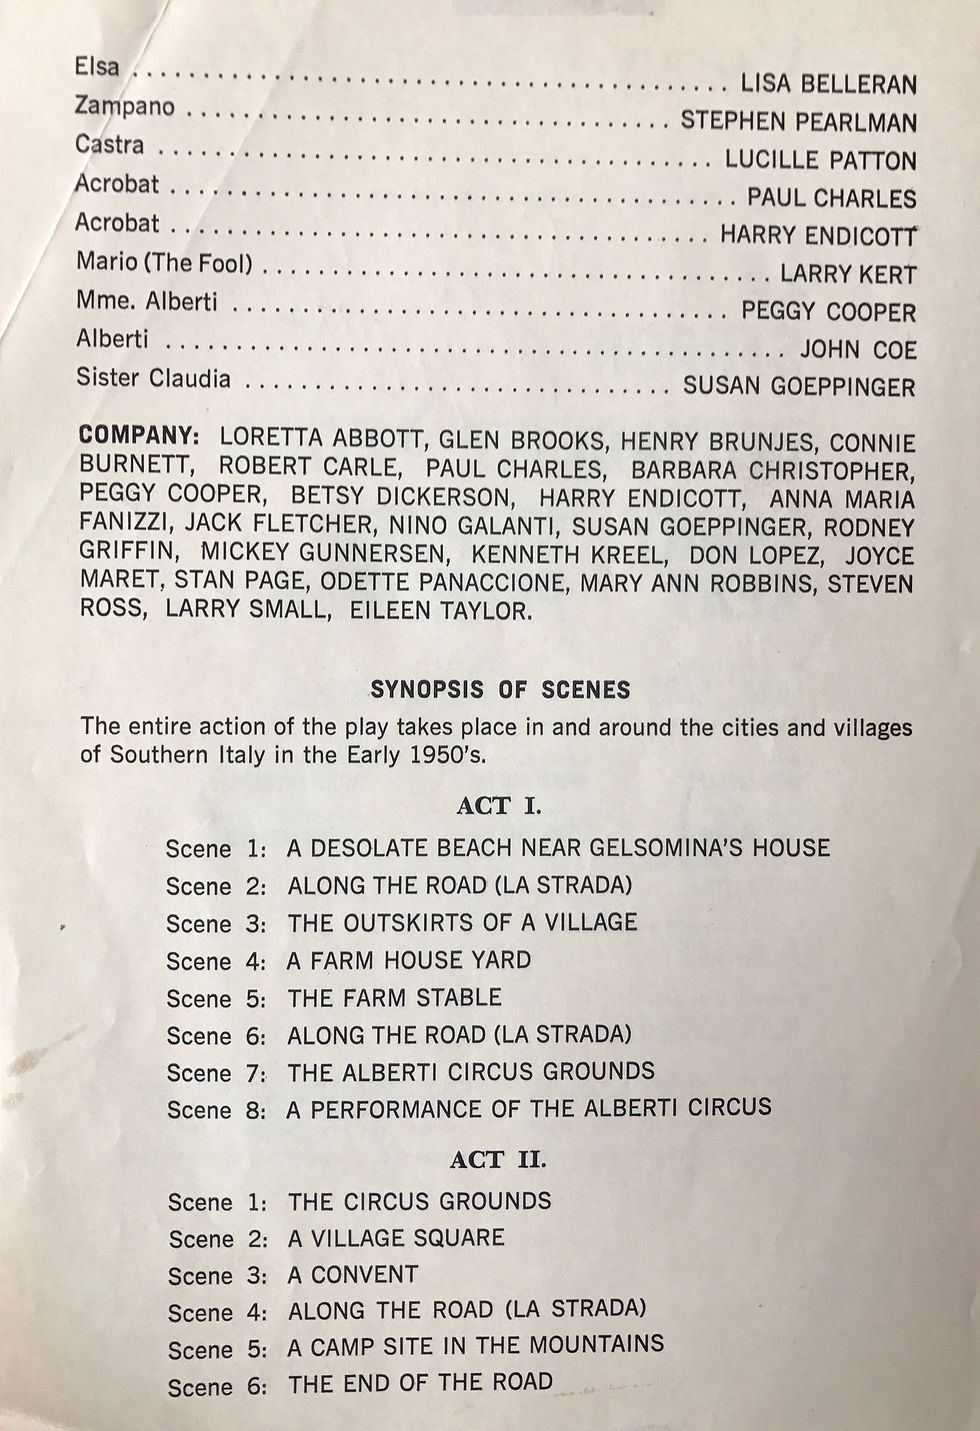 Elsa ........................................ LISA BELLERAN
Zampano .................................. STEPHEN PEARLMAN
Castra ....................................... LUCILLE PATTON
Acrobat ........................................ PAUL CHARLES
Acrobat ...................................... HARRY ENDICOTT
Mario (The Fool) .................................... LARRY KERT
Mme. Alberti ................................... PEGGY COOPER
Alberti ............................................ JOHN COE
Sister Claudia .............................. SUSAN GOEPPINGER
COMPANY: LORETTA ABBOTT, GLEN BROOKS, HENRY BRUNJES, CONNIE
BURNETT, ROBERT CARLE, PAUL CHARLES, BARBARA CHRISTOPHER,
PEGGY COOPER, BETSY DICKERSON, HARRY ENDICOTT, ANNA MARIA
FANIZZI, JACK FLETCHER, NINO GALANTI, SUSAN GOEPPINGER, RODNEY
GRIFFIN, MICKEY GUNNERSEN, KENNETH KREEL, DON LOPEZ, JOYCE
MARET, STAN PAGE, ODETTE PANACCIONE, MARY ANN ROBBINS, STEVEN
ROSS, LARRY SMALL, EILEEN TAYLOR.
SYNOPSIS OF SCENES
The entire action of the play takes place in and around the cities and villages
of Southern Italy in the Early 1950's.
ACT I.
Scene 1: A DESOLATE BEACH NEAR GELSOMINA'S HOUSE
Scene 2: ALONG THE ROAD (LA STRADA)
Scene 3: THE OUTSKIRTS OF A VILLAGE
Scene 4: A FARM HOUSE YARD
Scene 5: THE FARM STABLE
Scene 6: ALONG THE ROAD (LA STRADA)
Scene 7: THE ALBERTI CIRCUS GROUNDS
Scene 8: A PERFORMANCE OF THE ALBERTI CIRCUS
ACT II.
Scene 1: THE CIRCUS GROUNDS
Scene 2: A VILLAGE SQUARE
Scene 3: A CONVENT
Scene 4: ALONG THE ROAD (LA STRADA)
Scene 5: A CAMP SITE IN THE MOUNTAINS
Scene 6: THE END OF THE ROAD